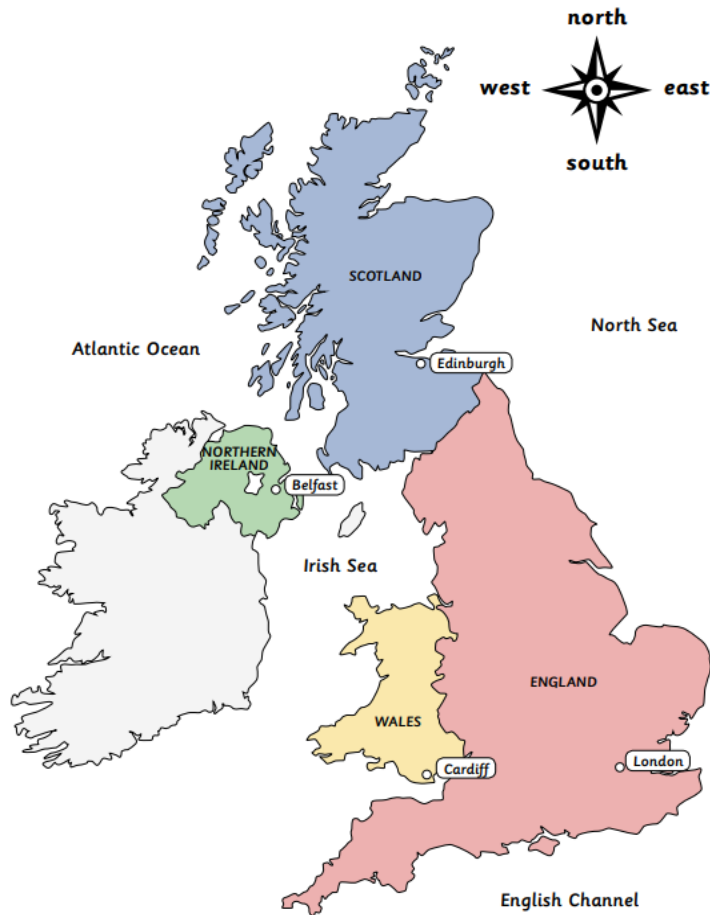 north
west
east
south
SCOTLAND
North Sea
Atlantic Ocean
Edinburgh
NORTHERN
IRELAND
Belfast
Irish Sea
ENGLAND
WALES
Cardiff
London
English Channel